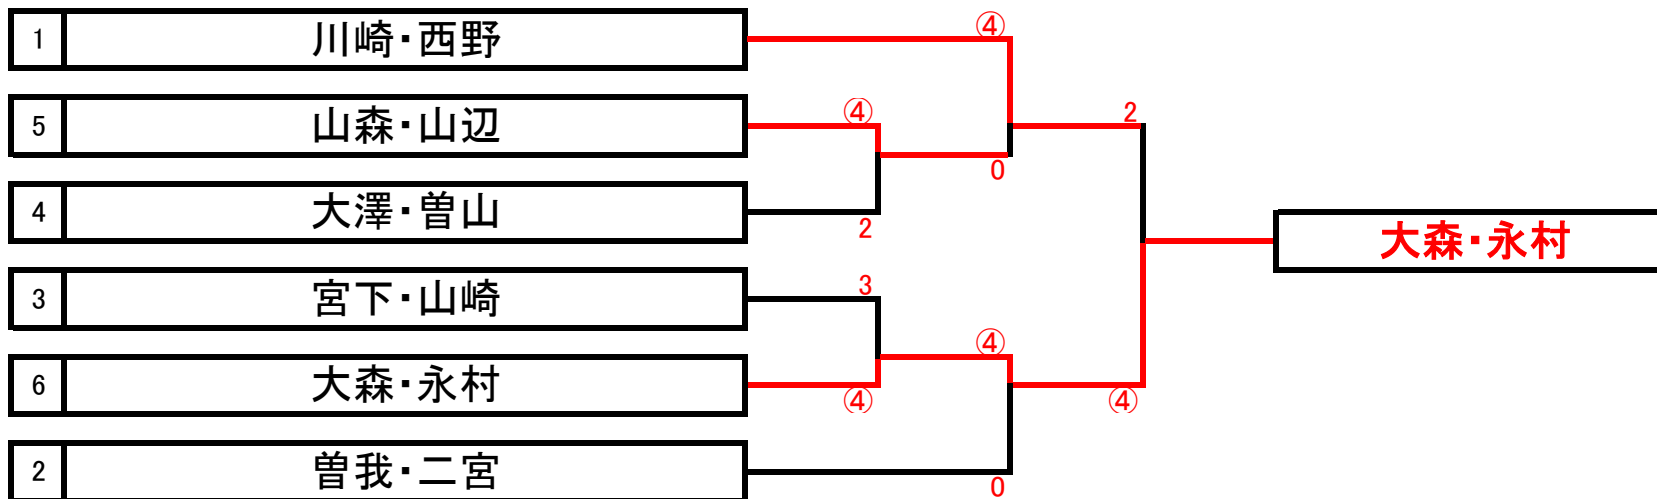 ④
1 川崎・西野
④ 2
5 山森・山辺
0
4 大澤・曽山
2
大森・永村
3
3 宮下・山崎
④
6 大森・永村
④ ④
2 曽我・二宮
0